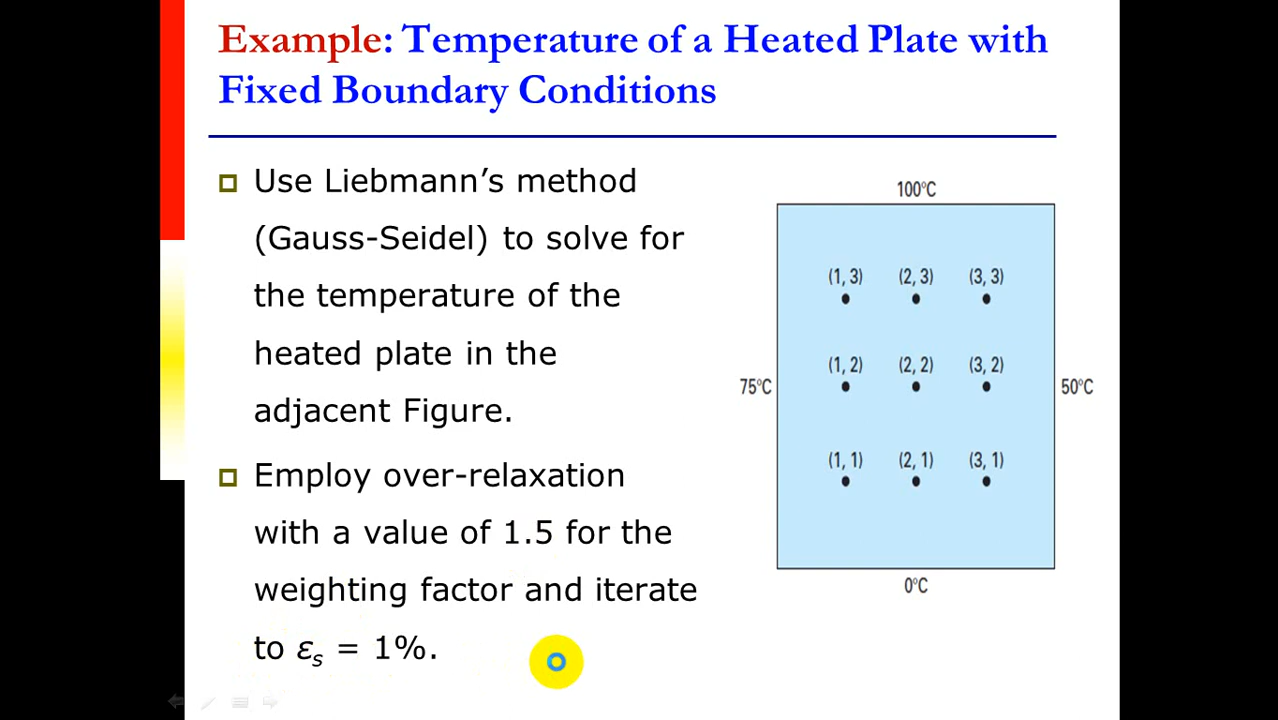 Example: Temperature of a Heated Plate with
Fixed Boundary Conditions
Use Liebmann’s method
(Gauss-Seidel) to solve for
the temperature of the
heated plate in the
adjacent Figure.
Employ over-relaxation
with a value of 1.5 for the
weighting factor and iterate
to εs = 1%.
100°C
(1, 3) (2, 3) (3, 3)
(1, 2) (2, 2) (3, 2)
75°C 50°C
(1, 1) (2, 1) (3, 1)
0°C